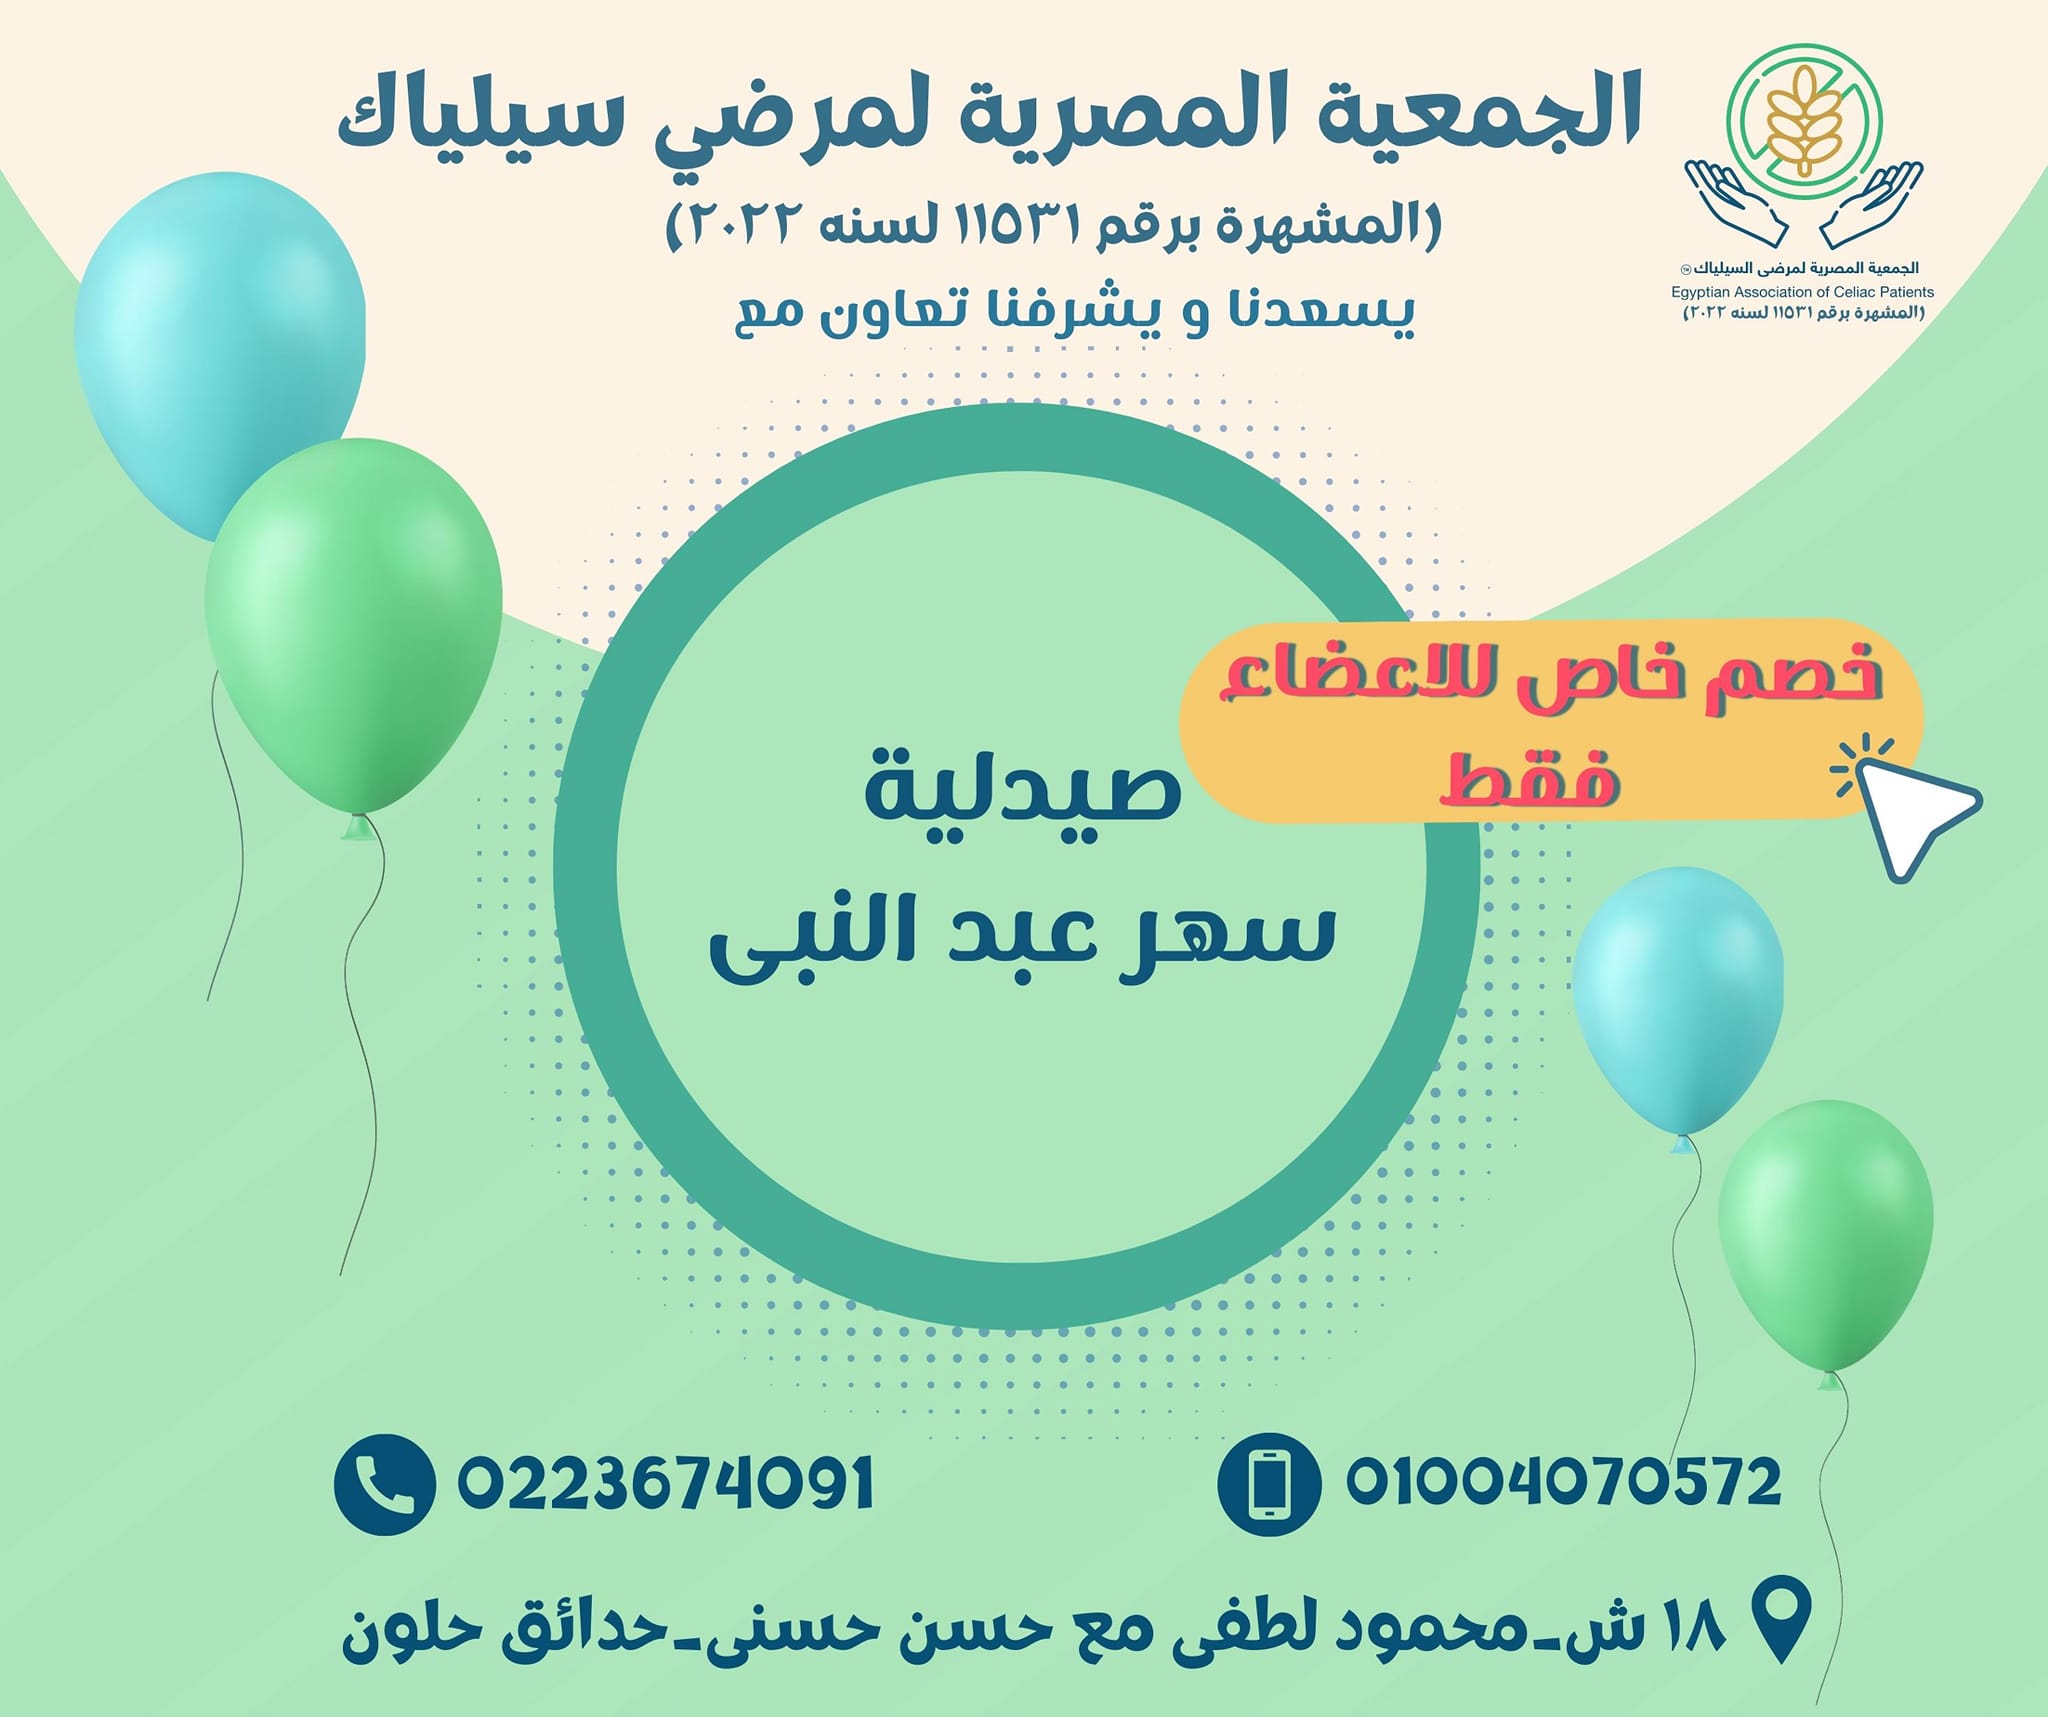 الجمعية المصرية لمرضي سيلياك
(المشهرة برقم ١١٥٣١ لسنه ٢٠٢٢)
يسعدنا و يشرفنا تعاون مع
الجمعية المصرية لمرضى السيلياك ™
Egyptian Association of Celiac Patients
(المشهرة برقم ١١٥٣١ لسنه ٢٠٢٢)
خصم خاص للاعضاء
فقط
صيدلية
سهر عبد النبى
0223674091
01004070572
١٨ ش-محمود لطفى مع حسن حسنى-حدائق حلون